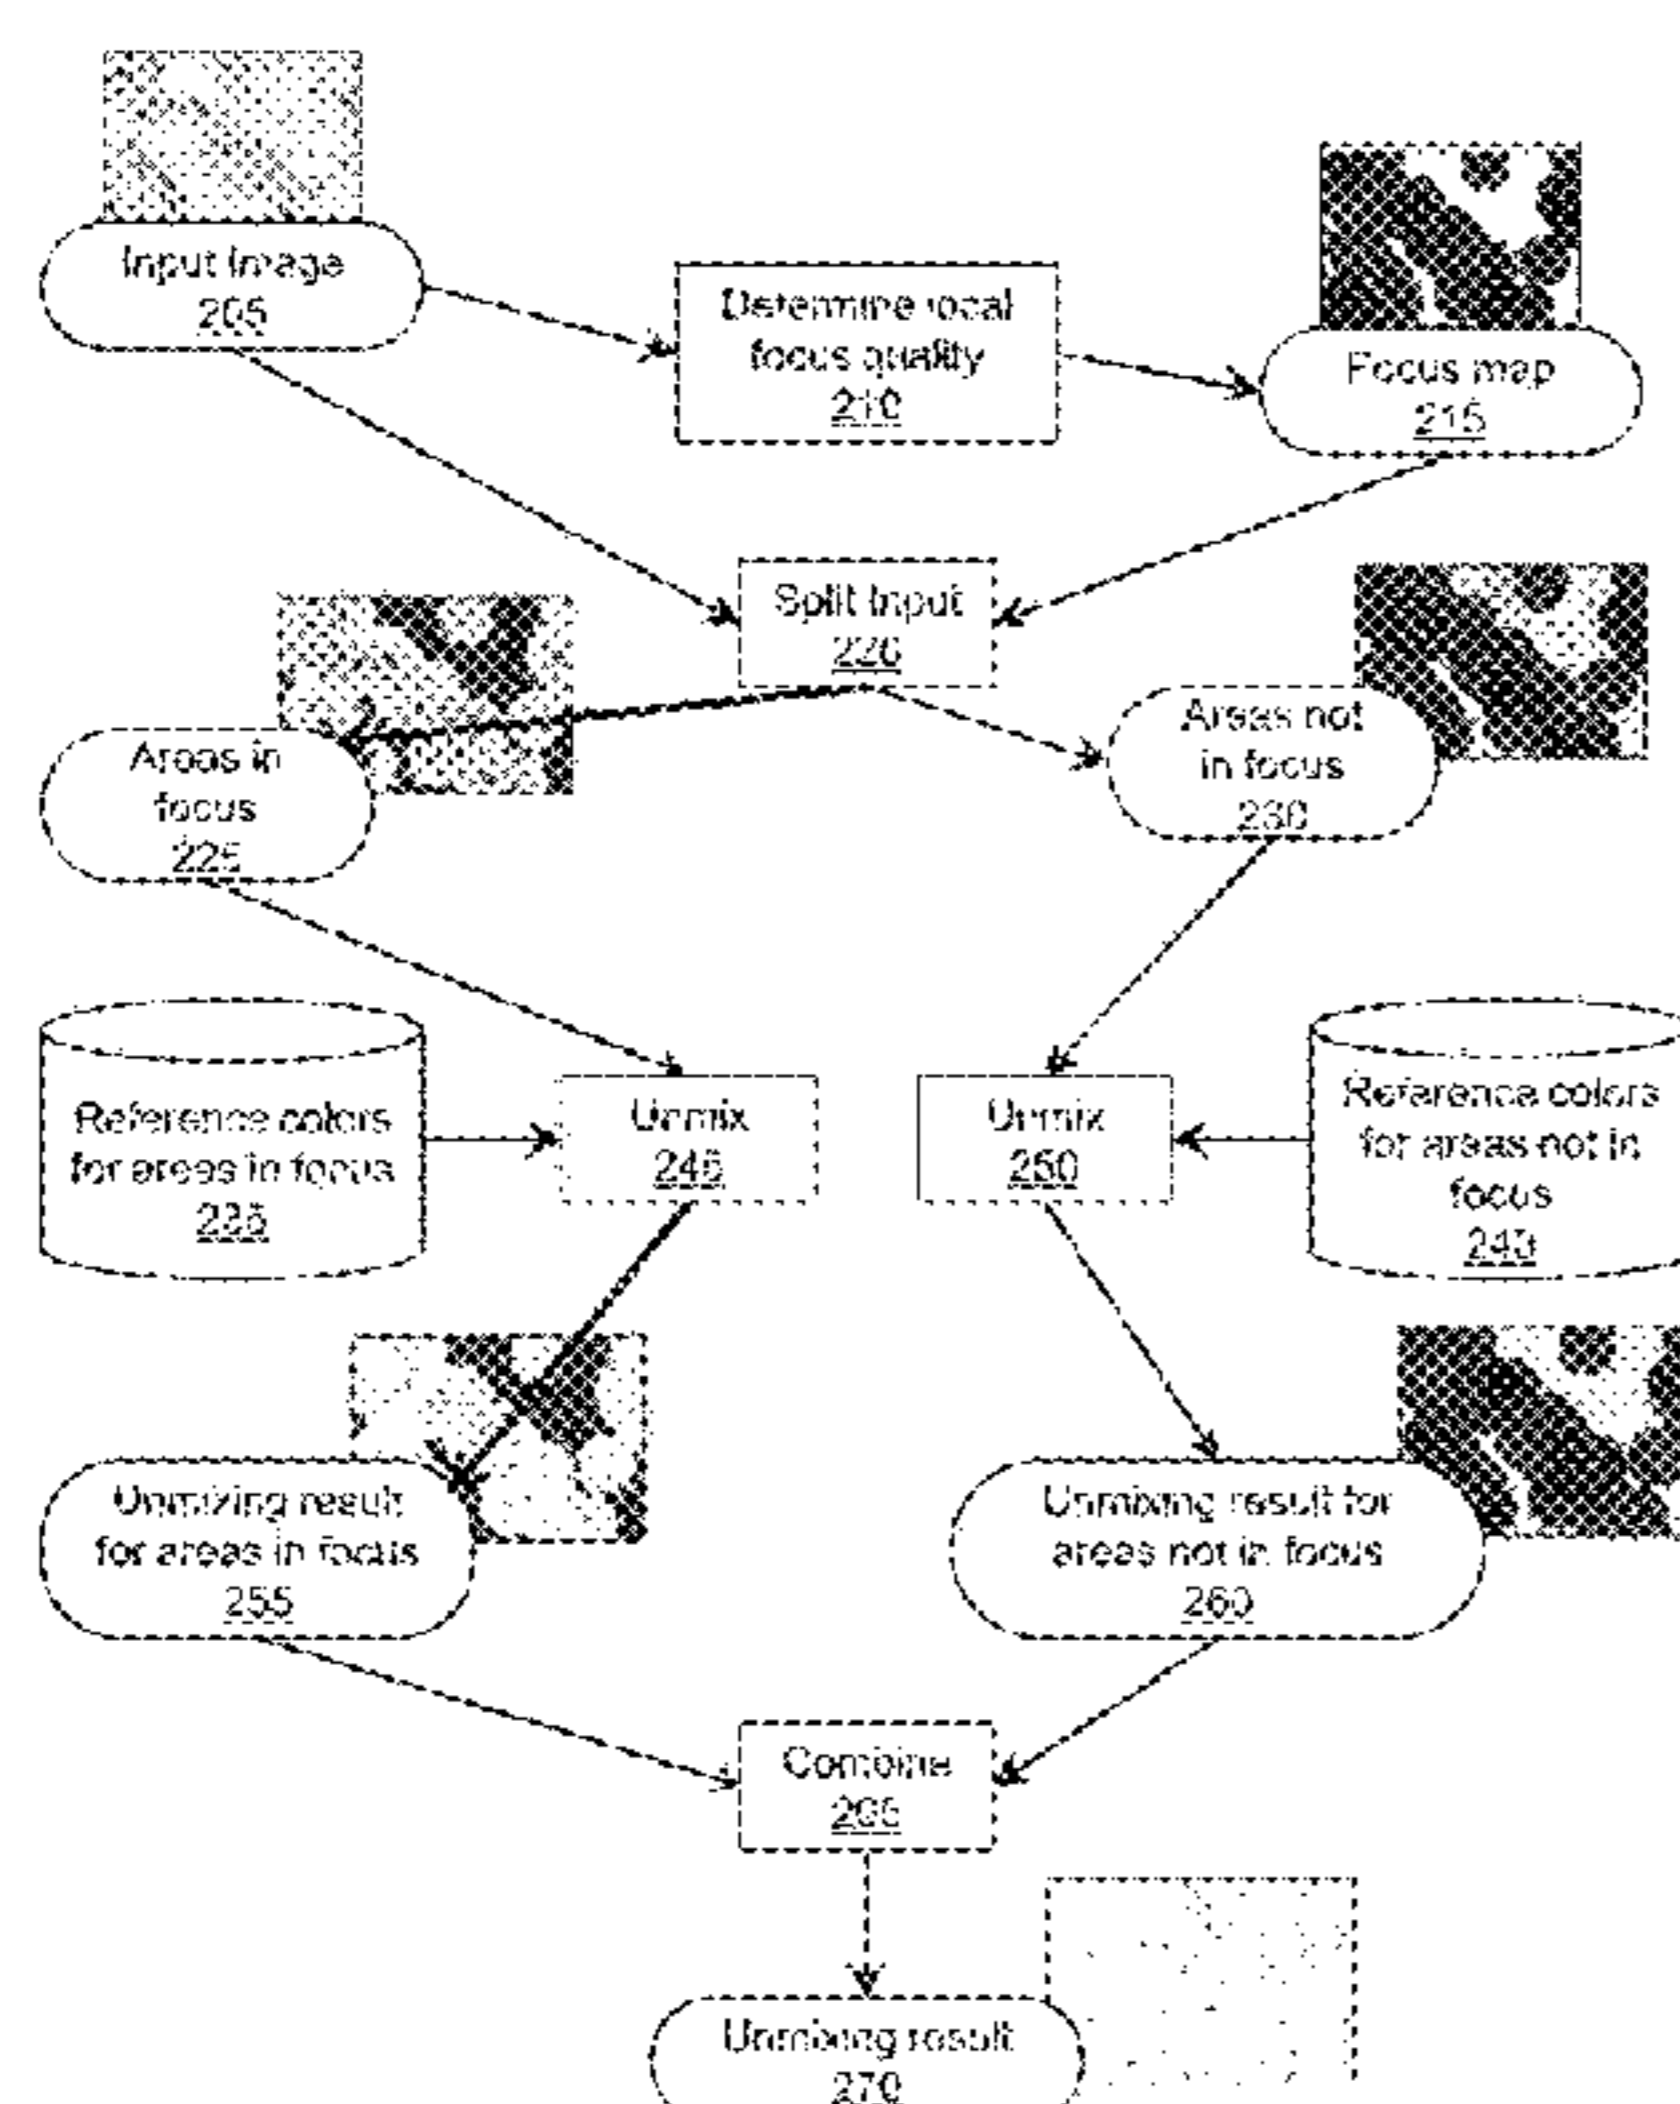 Input Image
205
Determine local
focus quality
210
Focus map
215
Split Input
220
Areas in
focus
225
Areas not
in focus
230
Reference colors
for areas in focus
235
Unmix
245
Unmix
250
Reference colors
for areas not in
focus
240
Unmixing result
for areas in focus
255
Unmixing result for
areas not in focus
260
Combine
265
Unmixing result
270